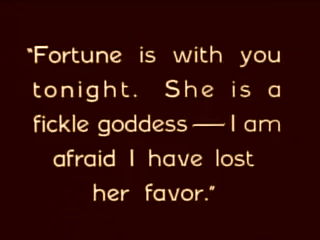 "Fortune is with you
tonight. She is a
fickle goddess — I am
afraid I have lost
her favor."